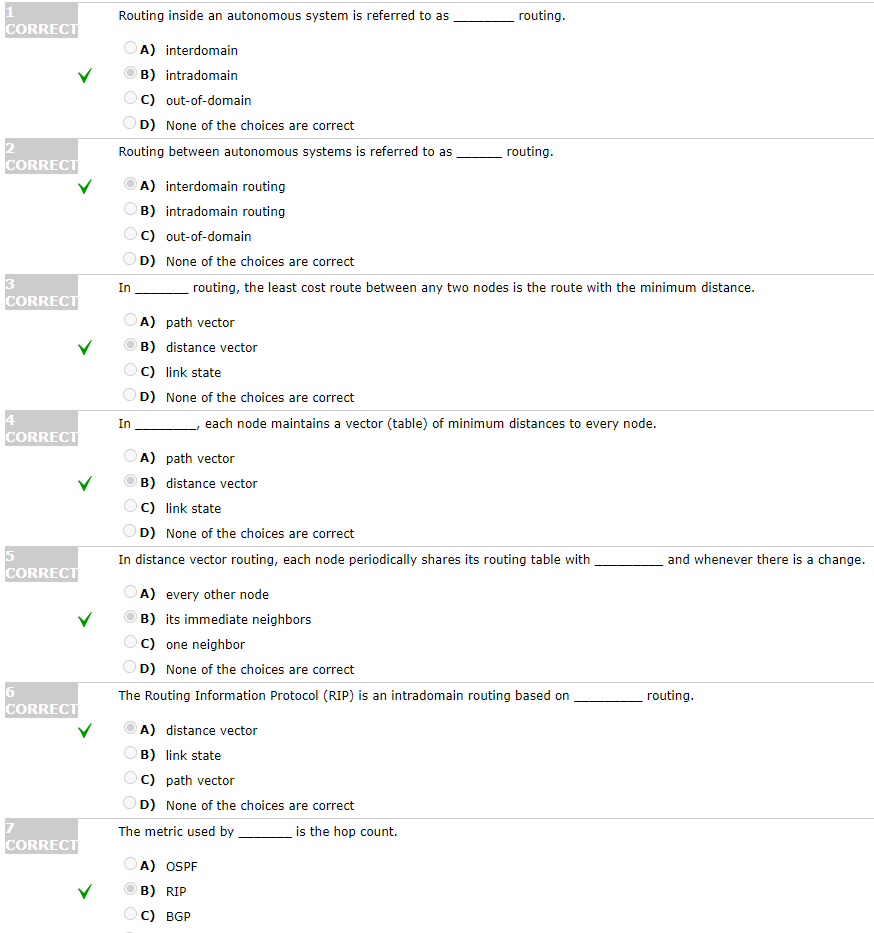 1
CORRECT
Routing inside an autonomous system is referred to as ________ routing.
A) interdomain
B) intradomain
C) out-of-domain
D) None of the choices are correct
2
CORRECT
Routing between autonomous systems is referred to as ______ routing.
A) interdomain routing
B) intradomain routing
C) out-of-domain
D) None of the choices are correct
3
CORRECT
In _______ routing, the least cost route between any two nodes is the route with the minimum distance.
A) path vector
B) distance vector
C) link state
D) None of the choices are correct
4
CORRECT
In ________, each node maintains a vector (table) of minimum distances to every node.
A) path vector
B) distance vector
C) link state
D) None of the choices are correct
5
CORRECT
In distance vector routing, each node periodically shares its routing table with _________ and whenever there is a change.
A) every other node
B) its immediate neighbors
C) one neighbor
D) None of the choices are correct
6
CORRECT
The Routing Information Protocol (RIP) is an intradomain routing based on _________ routing.
A) distance vector
B) link state
C) path vector
D) None of the choices are correct
7
CORRECT
The metric used by _______ is the hop count.
A) OSPF
B) RIP
C) BGP